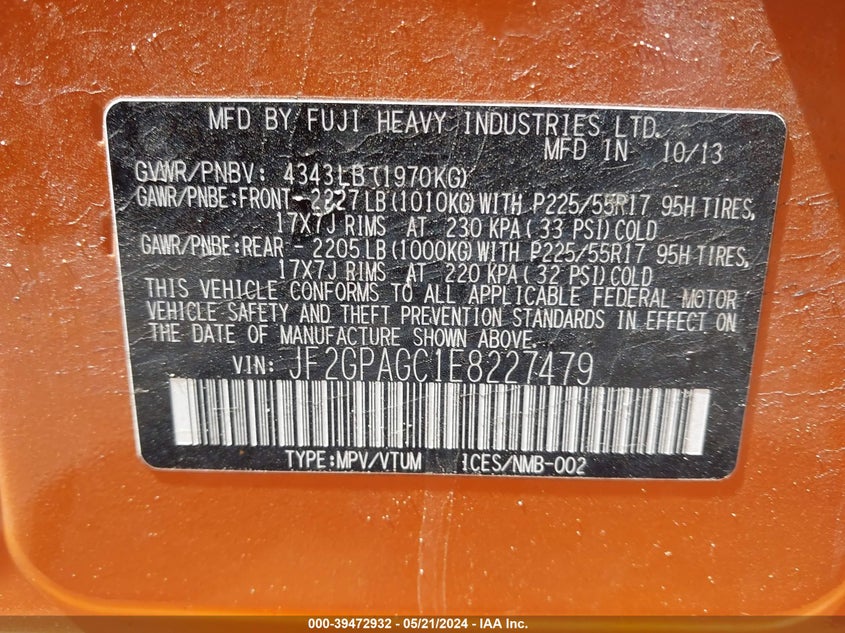 MFD BY FUJI HEAVY INDUSTRIES LTD.
MFD IN 10/13
GVWR/PNBV: 4343LB(1970KG)
GAWR/PNBE:FRONT- 2227LB(1010KG)WITH P225/55R17 95H TIRES,
17X7J RIMS AT 230 KPA(33 PSI)COLD
GAWR/PNBE:REAR - 2205LB(1000KG)WITH P225/55R17 95H TIRES,
17X7J RIMS AT 220 KPA(32 PSI)COLD
THIS VEHICLE CONFORMS TO ALL APPLICABLE FEDERAL MOTOR
VEHICLE SAFETY AND THEFT PREVENTION STANDARDS IN EFFECT ON
THE DATE OF MANUFACTURE SHOWN ABOVE.
VIN: JF2GPAGC1E8227479
TYPE:MPV/VTUM 1CES/NMB-002
000-39472932 - 05/21/2024 - IAA Inc.